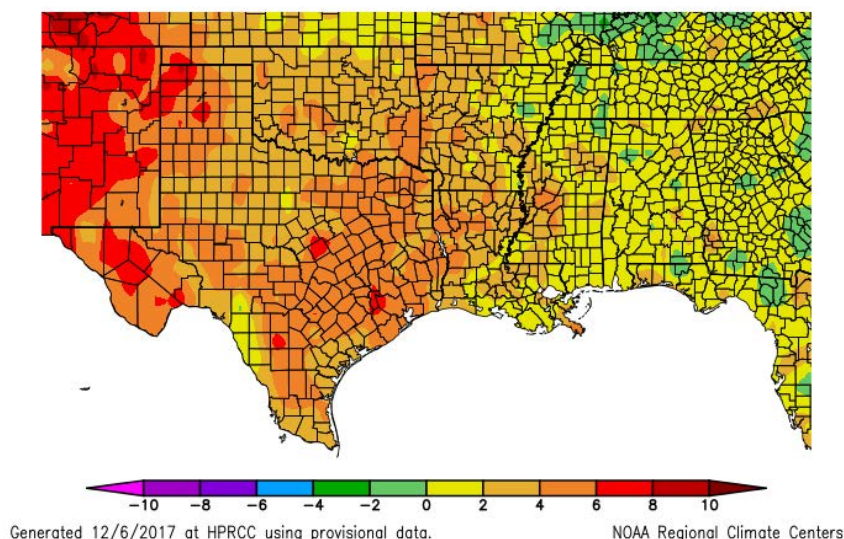 -10 -8 -6 -4 -2 0 2 4 6 8 10
Generated 12/6/2017 at HPRCC using provisional data. NOAA Regional Climate Centers